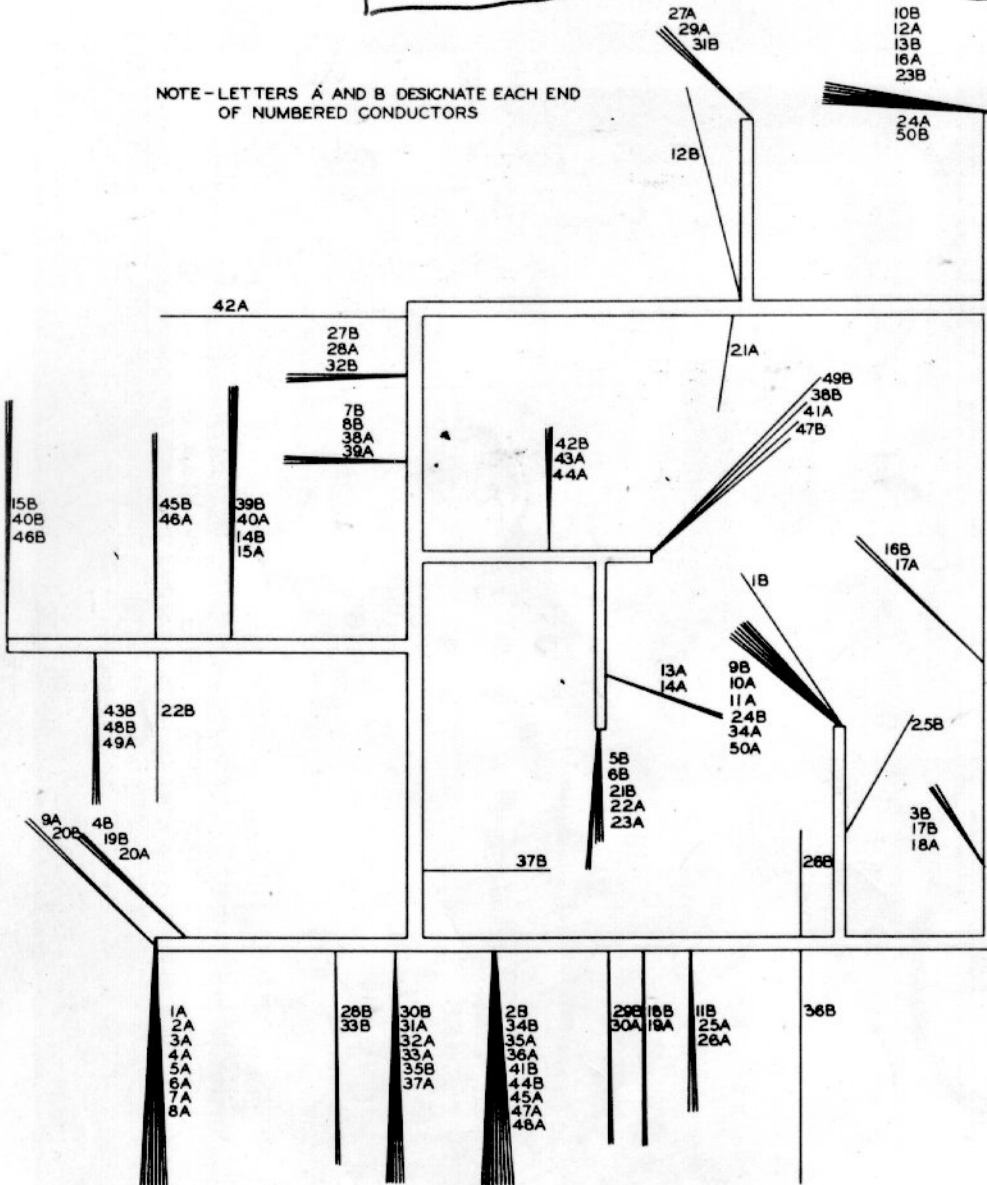 27A
29A
31B
10B
12A
13B
16A
23B
24A
50B
NOTE-LETTERS A AND B DESIGNATE EACH END
OF NUMBERED CONDUCTORS
12B
42A
27B
28A
32B
21A
49B
38B
41A
47B
7B
8B
38A
39A
42B
43A
44A
15B
40B
46B
45B
46A
39B
40A
14B
15A
16B
17A
1B
13A
14A
9B
10A
11A
24B
34A
50A
43B
48B
49A
22B
25B
5B
6B
21B
22A
23A
3B
17B
18A
9A
20B
4B
19B
20A
37B
26B
1A
2A
3A
4A
5A
6A
7A
8A
28B
33B
30B
31A
32A
33A
35B
37A
2B
34B
35A
36A
41B
44B
45A
47A
48A
29B
30A
18B
19A
11B
25A
26A
36B